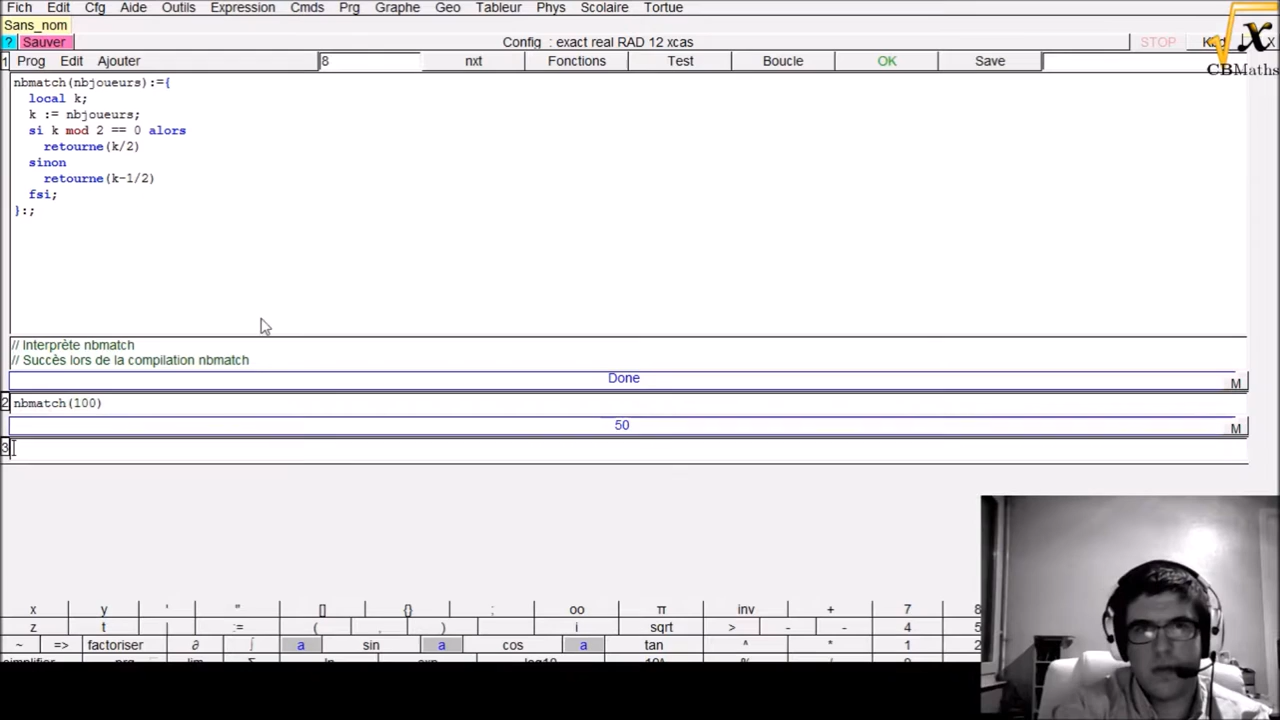 Fich Edit Cfg Aide Outils Expression Cmds Prg Graphe Geo Tableur Phys Scolaire Tortue
Sans_nom
? Sauver Config : exact real RAD 12 xcas STOP X
1 Prog Edit Ajouter 8 nxt Fonctions Test Boucle OK Save
x
CBMaths
nbmatch(nbjoueurs):={
local k;
k := nbjoueurs;
si k mod 2 == 0 alors
retourne(k/2)
sinon
retourne(k-1/2)
fsi;
}:;
// Interprète nbmatch
// Succès lors de la compilation nbmatch
Done M
2 nbmatch(100)
50 M
3
x y ' " [] {} ; oo π inv + 7 8
z t | := ( , ) i sqrt > - - 4 5
~ => factoriser ∂ ∫ a sin a cos a tan ^ * 1 2